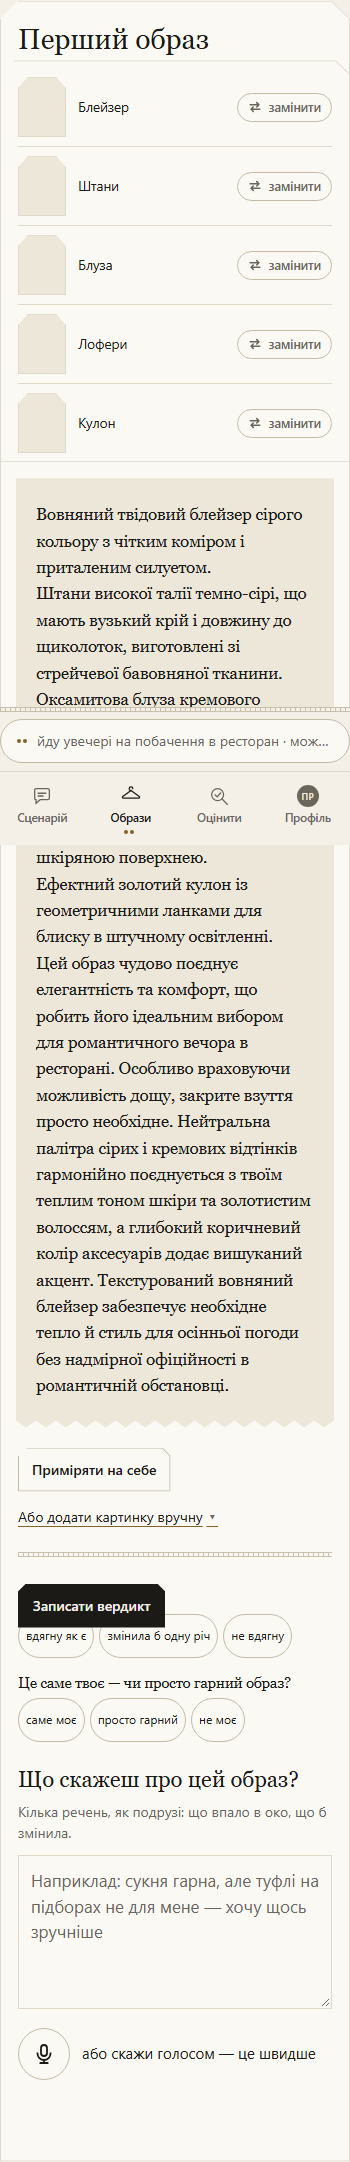 Перший образ
Блейзер
замінити
Штани
замінити
Блуза
замінити
Лофери
замінити
Кулон
замінити
Вовняний твідовий блейзер сірого
кольору з чітким коміром і
приталеним силуетом.
Штани високої талії темно-сірі, що
мають вузький крій і довжину до
щиколоток, виготовлені зі
стрейчевої бавовняної тканини.
Оксамитова блуза кремового
йду увечері на побачення в ресторан · мож...
Сценарій
Образи
Оцінити
ПР
Профіль
шкіряною поверхнею.
Ефектний золотий кулон із
геометричними ланками для
блиску в штучному освітленні.
Цей образ чудово поєднує
елегантність та комфорт, що
робить його ідеальним вибором
для романтичного вечора в
ресторані. Особливо враховуючи
можливість дощу, закрите взуття
просто необхідне. Нейтральна
палітра сірих і кремових відтінків
гармонійно поєднується з твоїм
теплим тоном шкіри та золотистим
волоссям, а глибокий коричневий
колір аксесуарів додає вишуканий
акцент. Текстурований вовняний
блейзер забезпечує необхідне
тепло й стиль для осінньої погоди
без надмірної офіційності в
романтичній обстановці.
Приміряти на себе
Або додати картинку вручну
Записати вердикт
вдягну як є
змінила б одну річ
не вдягну
Це саме твоє — чи просто гарний образ?
саме моє
просто гарний
не моє
Що скажеш про цей образ?
Кілька речень, як подрузі: що впало в око, що б
змінила.
Наприклад: сукня гарна, але туфлі на
підборах не для мене — хочу щось
зручніше
або скажи голосом — це швидше